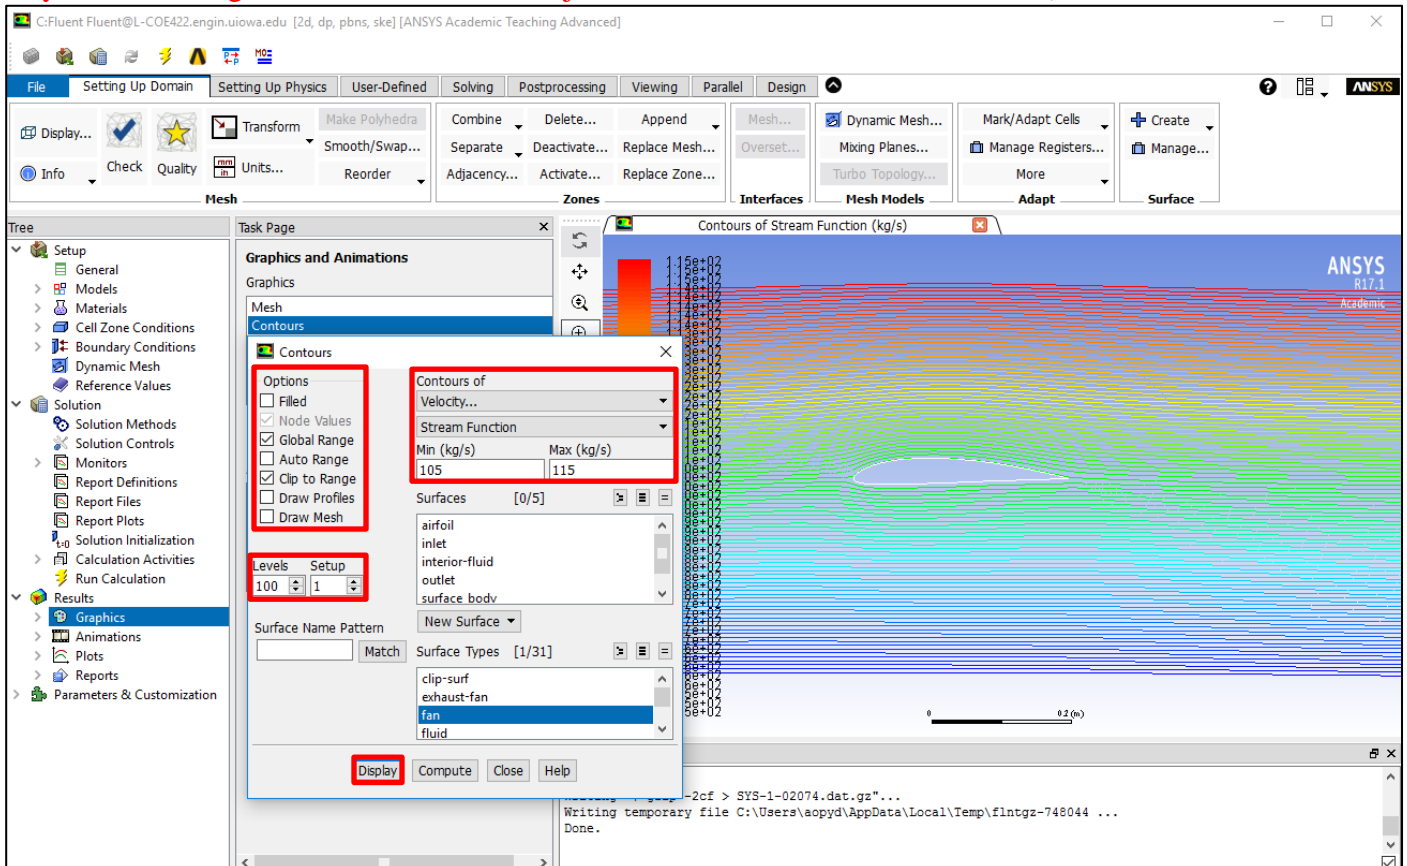 C:Fluent Fluent@L-COE422.engin.uiowa.edu [2d, dp, pbns, ske] [ANSYS Academic Teaching Advanced]
File Setting Up Domain Setting Up Physics User-Defined Solving Postprocessing Viewing Parallel Design ANSYS
Display... Transform Make Polyhedra Combine Delete... Append Mesh... Dynamic Mesh... Mark/Adapt Cells Create
Smooth/Swap... Separate Deactivate... Replace Mesh... Overset... Mixing Planes... Manage Registers... Manage...
Info Check Quality Units... Reorder Adjacency... Activate... Replace Zone... Turbo Topology... More
Mesh Zones Interfaces Mesh Models Adapt Surface
Tree
Setup
General
Models
Materials
Cell Zone Conditions
Boundary Conditions
Dynamic Mesh
Reference Values
Solution
Solution Methods
Solution Controls
Monitors
Report Definitions
Report Files
Report Plots
Solution Initialization
Calculation Activities
Run Calculation
Results
Graphics
Animations
Plots
Reports
Parameters & Customization
Task Page
Graphics and Animations
Graphics
Mesh
Contours
Contours
Options
Filled
Node Values
Global Range
Auto Range
Clip to Range
Draw Profiles
Draw Mesh
Levels Setup
100 1
Surface Name Pattern
Match
Contours of
Velocity...
Stream Function
Min (kg/s) Max (kg/s)
105 115
Surfaces [0/5]
airfoil
inlet
interior-fluid
outlet
surface body
New Surface
Surface Types [1/31]
clip-surf
exhaust-fan
fan
fluid
Display Compute Close Help
Contours of Stream Function (kg/s)
1.15e+02
ANSYS
R17.1
Academic
0 0.2 (m)
-2cf > SYS-1-02074.dat.gz"...
Writing temporary file C:\Users\aopyd\AppData\Local\Temp\flntgz-748044 ...
Done.